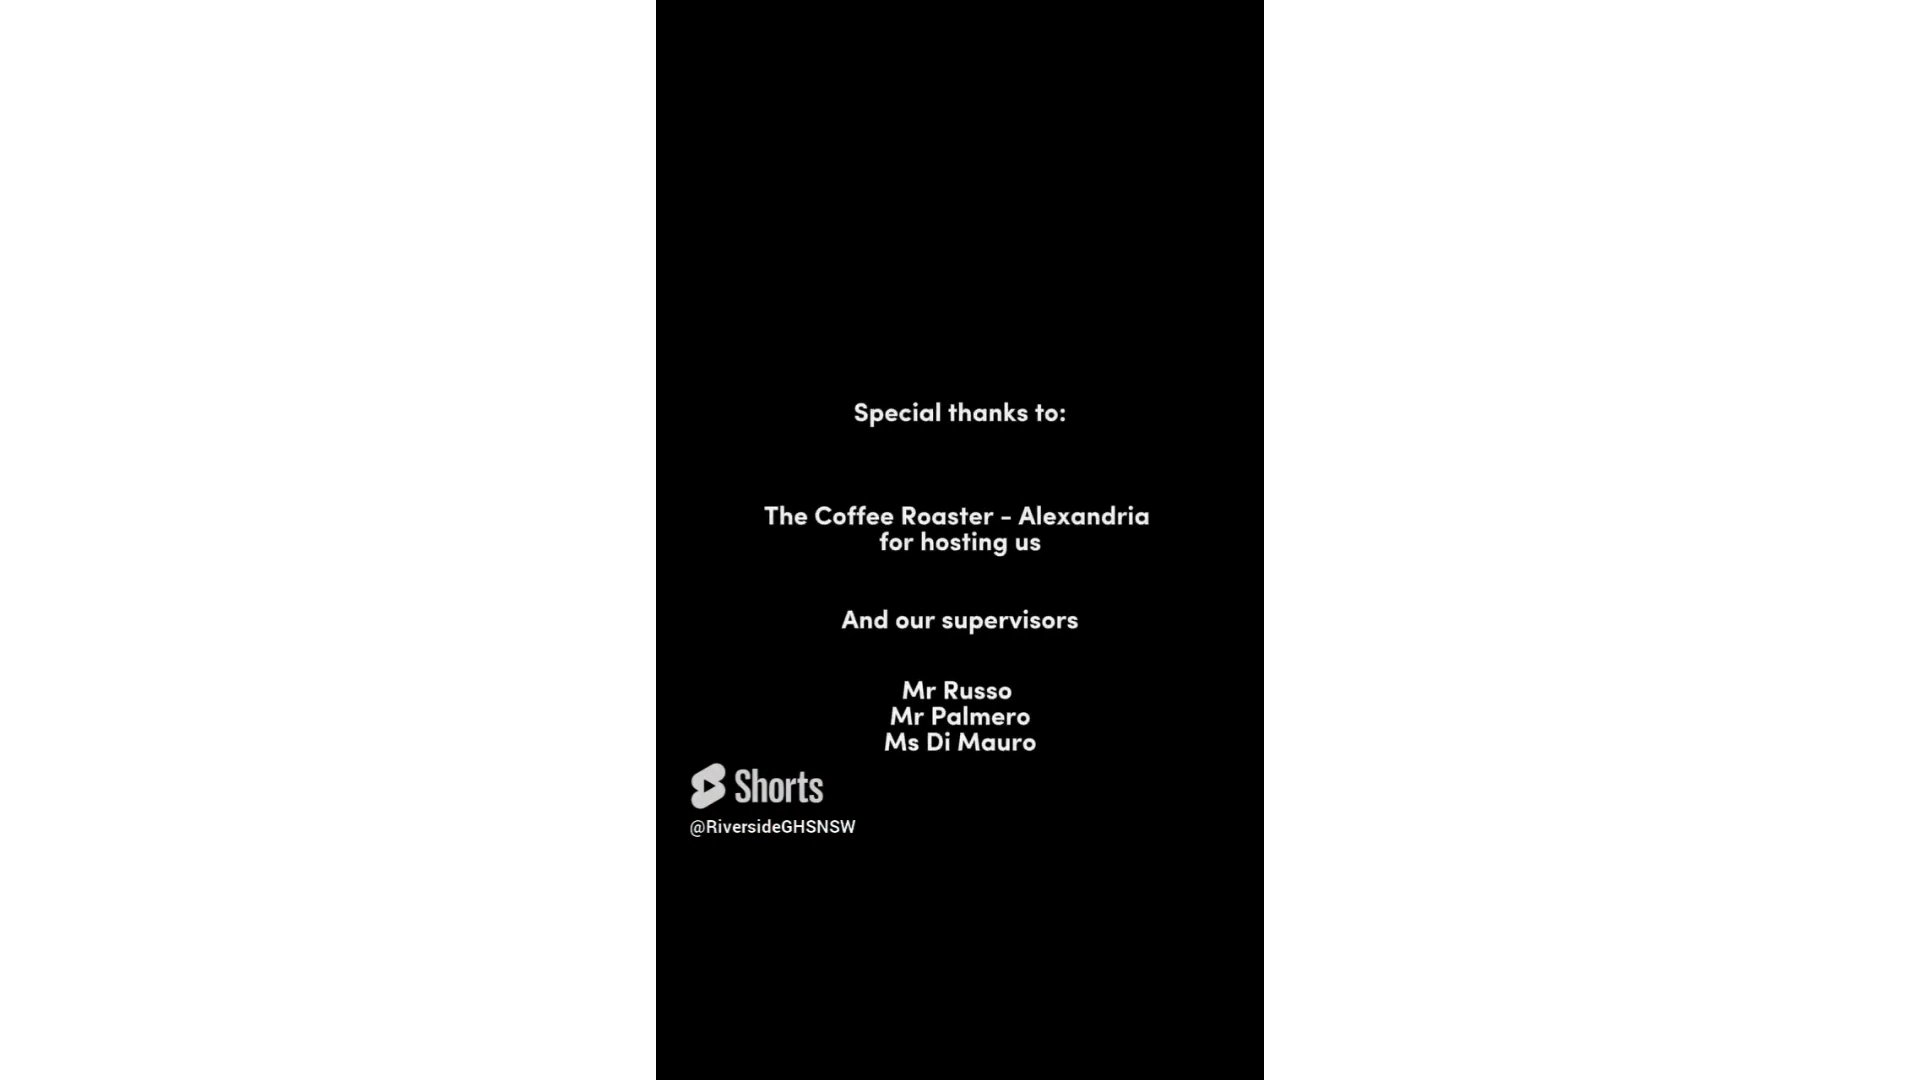 Special thanks to:
The Coffee Roaster - Alexandria
for hosting us
And our supervisors
Mr Russo
Mr Palmero
Ms Di Mauro
Shorts
@RiversideGHSNSW